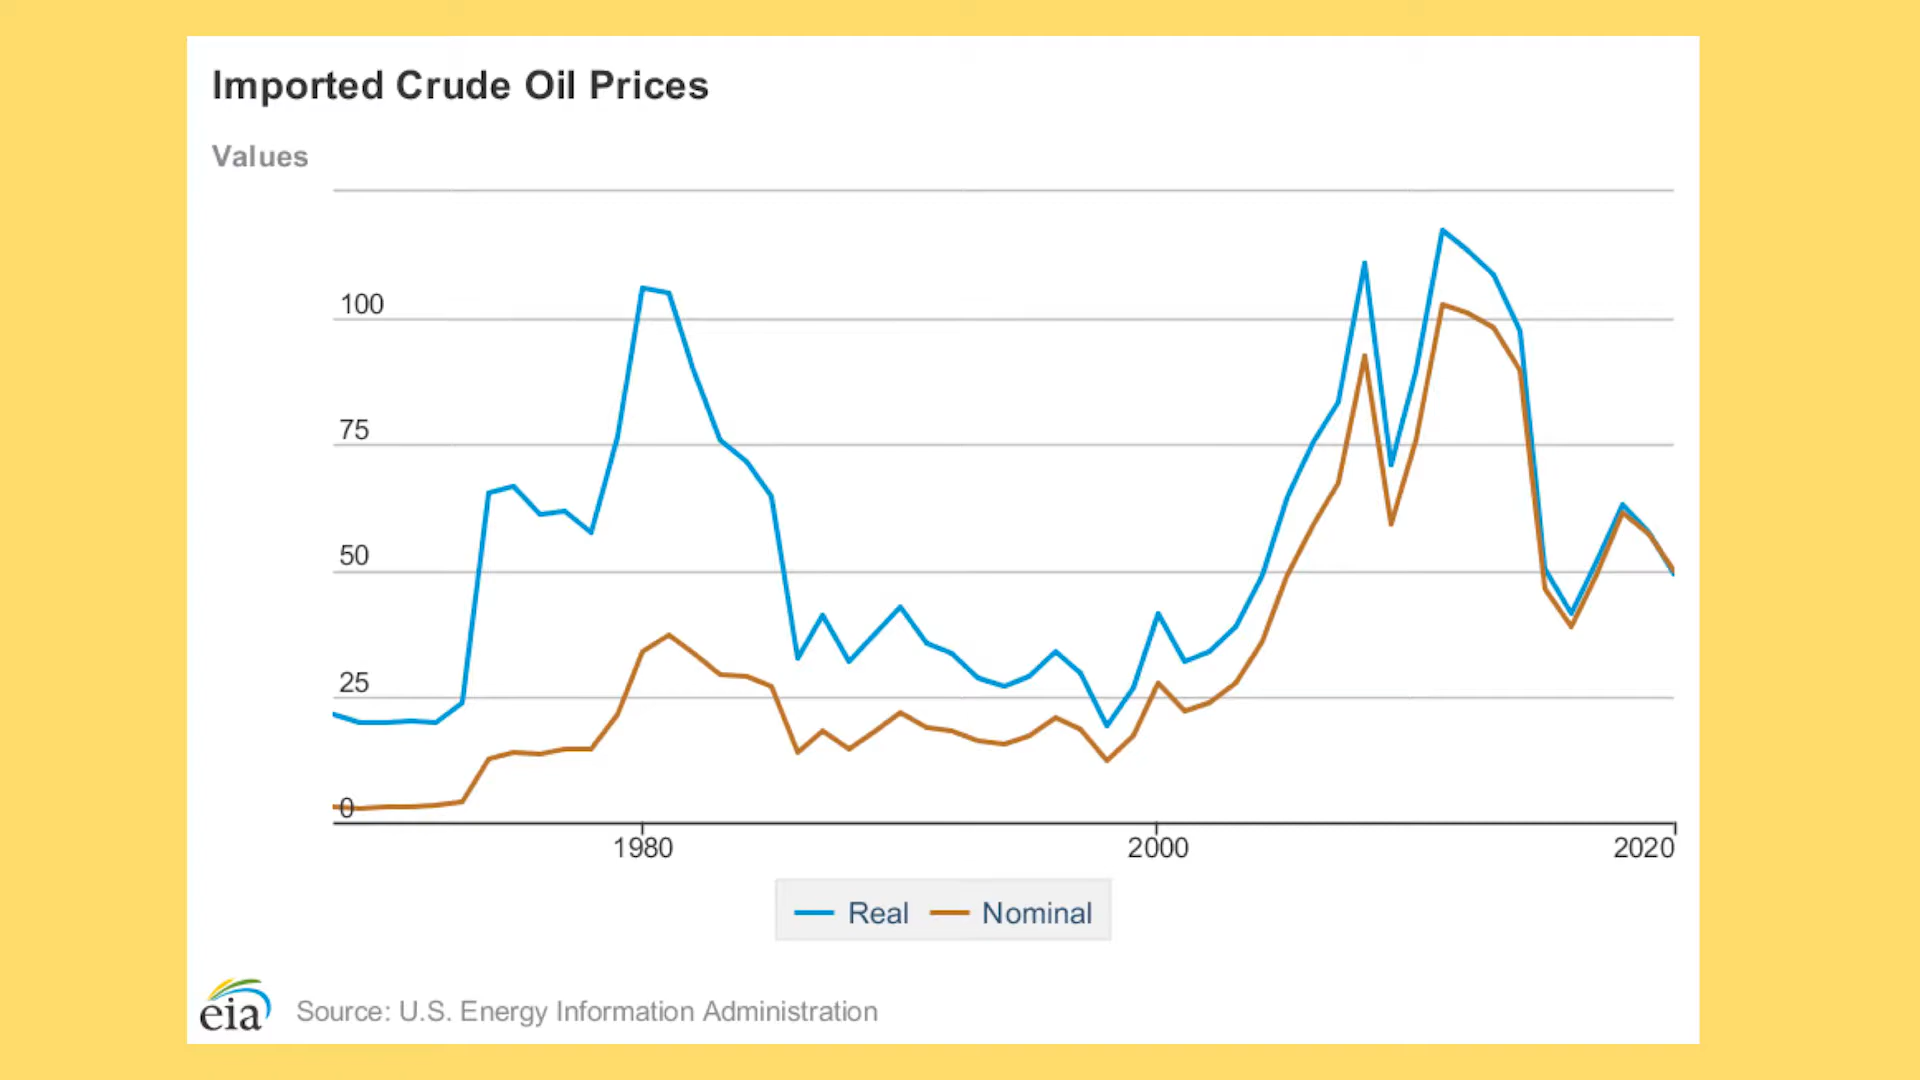 Imported Crude Oil Prices
Values
100
75
50
25
0
1980 2000 2020
Real Nominal
eia Source: U.S. Energy Information Administration